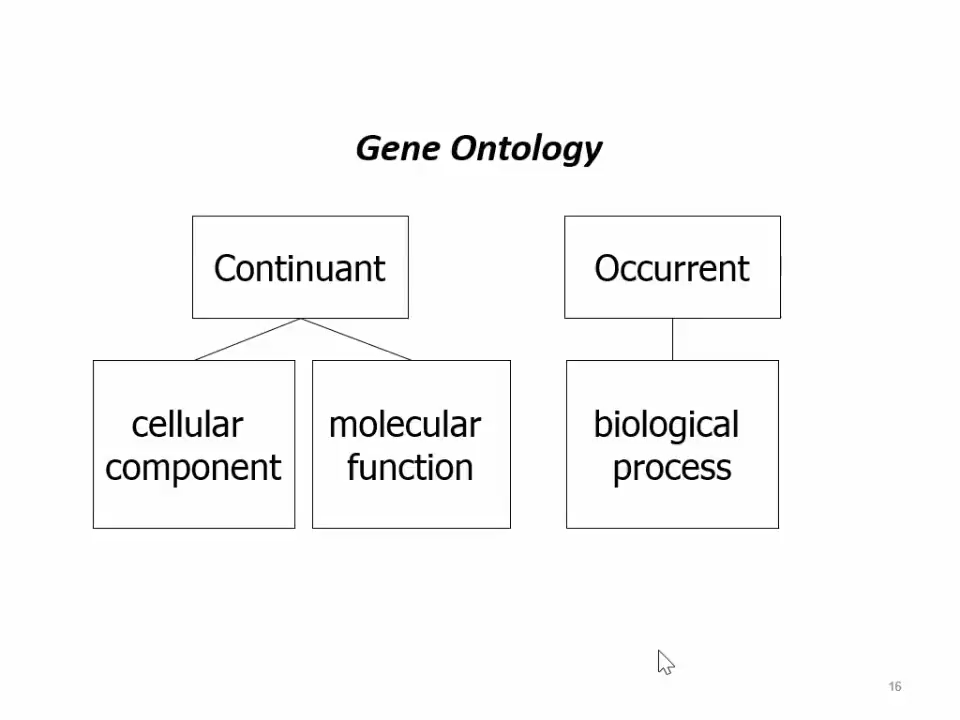 Gene Ontology
Continuant
Occurrent
cellular
component
molecular
function
biological
process
16